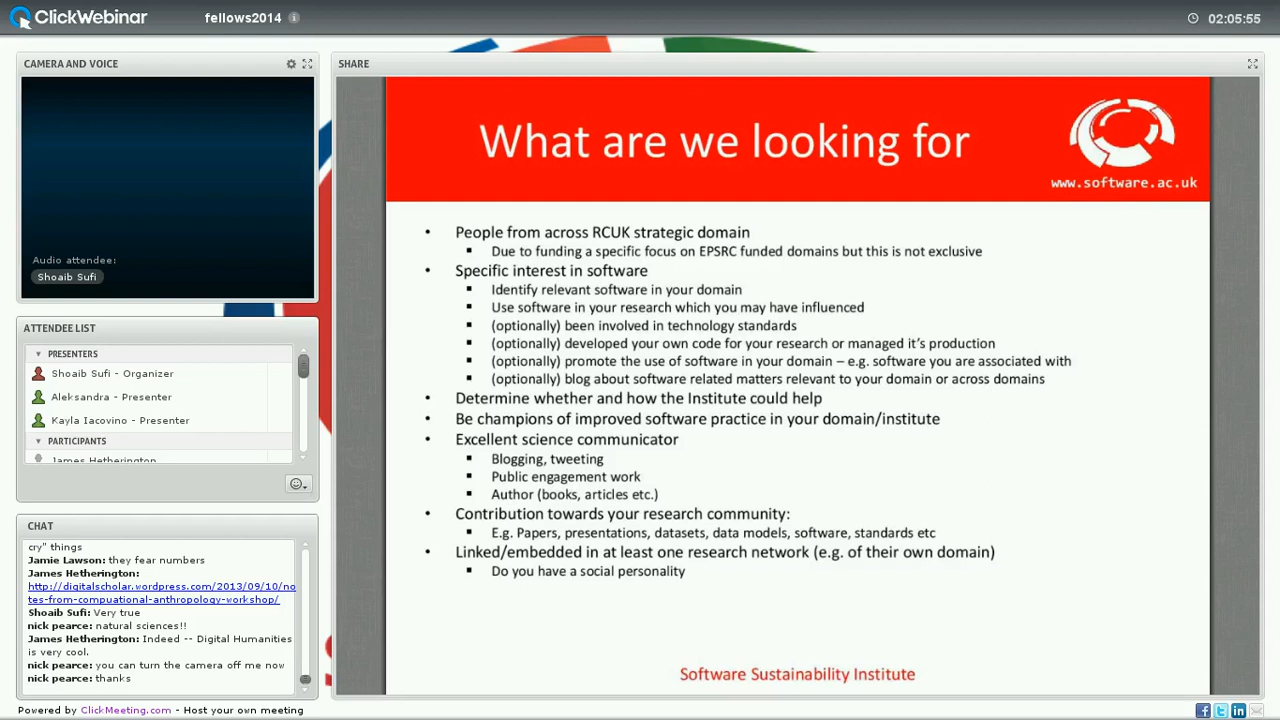 ClickWebinar
fellows2014
02:05:55
CAMERA AND VOICE
Audio attendee:
Shoaib Sufi
ATTENDEE LIST
PRESENTERS
Shoaib Sufi - Organizer
Aleksandra - Presenter
Kayla Iacovino - Presenter
PARTICIPANTS
James Hetherington
CHAT
cry" things
Jamie Lawson: they fear numbers
James Hetherington:
http://digitalscholar.wordpress.com/2013/09/10/no
tes-from-compuational-anthropology-workshop/
Shoaib Sufi: Very true
nick pearce: natural sciences!!
James Hetherington: Indeed -- Digital Humanities
is very cool.
nick pearce: you can turn the camera off me now
nick pearce: thanks
SHARE
What are we looking for
www.software.ac.uk
• People from across RCUK strategic domain
▪ Due to funding a specific focus on EPSRC funded domains but this is not exclusive
• Specific interest in software
▪ Identify relevant software in your domain
▪ Use software in your research which you may have influenced
▪ (optionally) been involved in technology standards
▪ (optionally) developed your own code for your research or managed it's production
▪ (optionally) promote the use of software in your domain – e.g. software you are associated with
▪ (optionally) blog about software related matters relevant to your domain or across domains
• Determine whether and how the Institute could help
• Be champions of improved software practice in your domain/institute
• Excellent science communicator
▪ Blogging, tweeting
▪ Public engagement work
▪ Author (books, articles etc.)
• Contribution towards your research community:
▪ E.g. Papers, presentations, datasets, data models, software, standards etc
• Linked/embedded in at least one research network (e.g. of their own domain)
▪ Do you have a social personality
Software Sustainability Institute
Powered by ClickMeeting.com - Host your own meeting